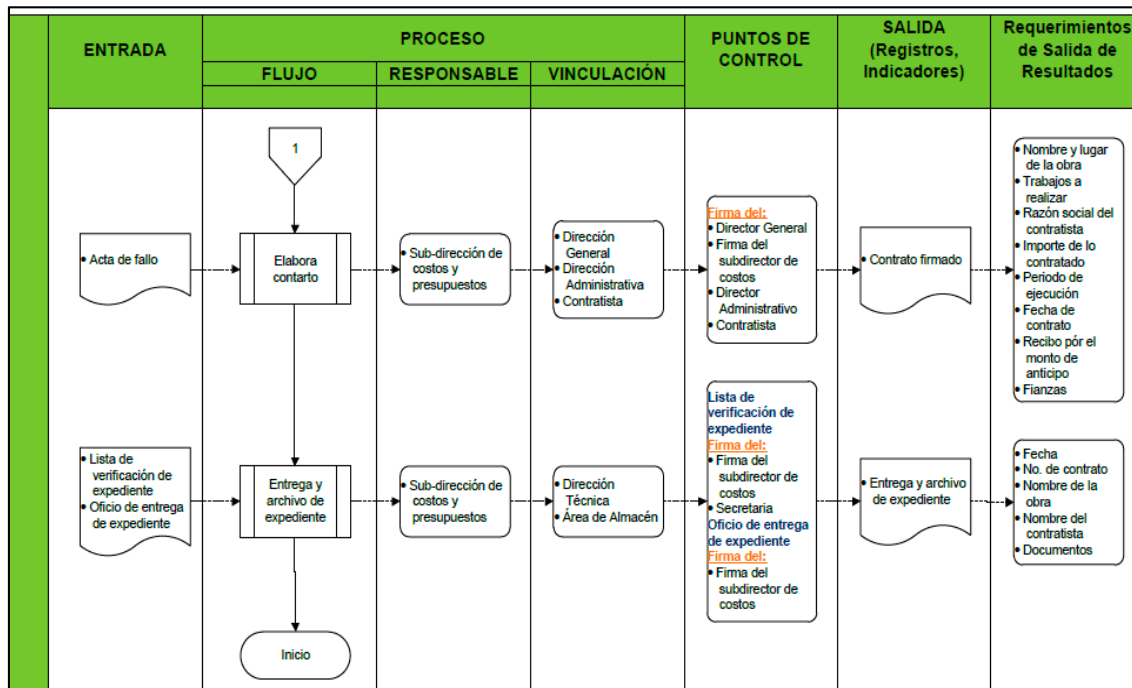 ENTRADA
PROCESO
FLUJO
RESPONSABLE
VINCULACIÓN
PUNTOS DE
CONTROL
SALIDA
(Registros,
Indicadores)
Requerimientos
de Salida de
Resultados
1
• Acta de fallo
Elabora
contarto
• Sub-dirección de
costos y
presupuestos
• Dirección
General
• Dirección
Administrativa
• Contratista
Firma del:
• Director General
• Firma del
subdirector de
costos
• Director
Administrativo
• Contratista
• Contrato firmado
• Nombre y lugar
de la obra
• Trabajos a
realizar
• Razón social del
contratista
• Importe de lo
contratado
• Periodo de
ejecución
• Fecha de
contrato
• Recibo pór el
monto de
anticipo
• Fianzas
• Lista de
verificación de
expediente
• Oficio de entrega
de expediente
Entrega y
archivo de
expediente
• Sub-dirección de
costos y
presupuestos
• Dirección
Técnica
• Área de Almacén
Lista de
verificación de
expediente
Firma del:
• Firma del
subdirector de
costos
• Secretaria
Oficio de entrega
de expediente
Firma del:
• Firma del
subdirector de
costos
• Entrega y archivo
de expediente
• Fecha
• No. de contrato
• Nombre de la
obra
• Nombre del
contratista
• Documentos
Inicio